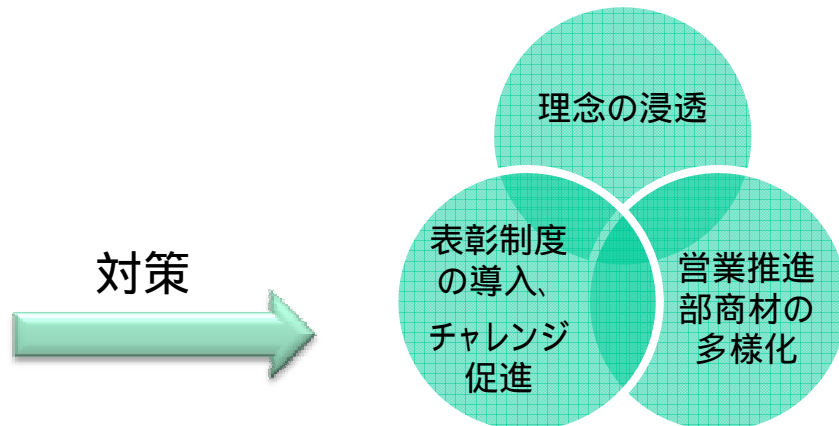 理念の浸透
対策
表彰制度
の導入、
チャレンジ
促進
営業推進
部商材の
多様化